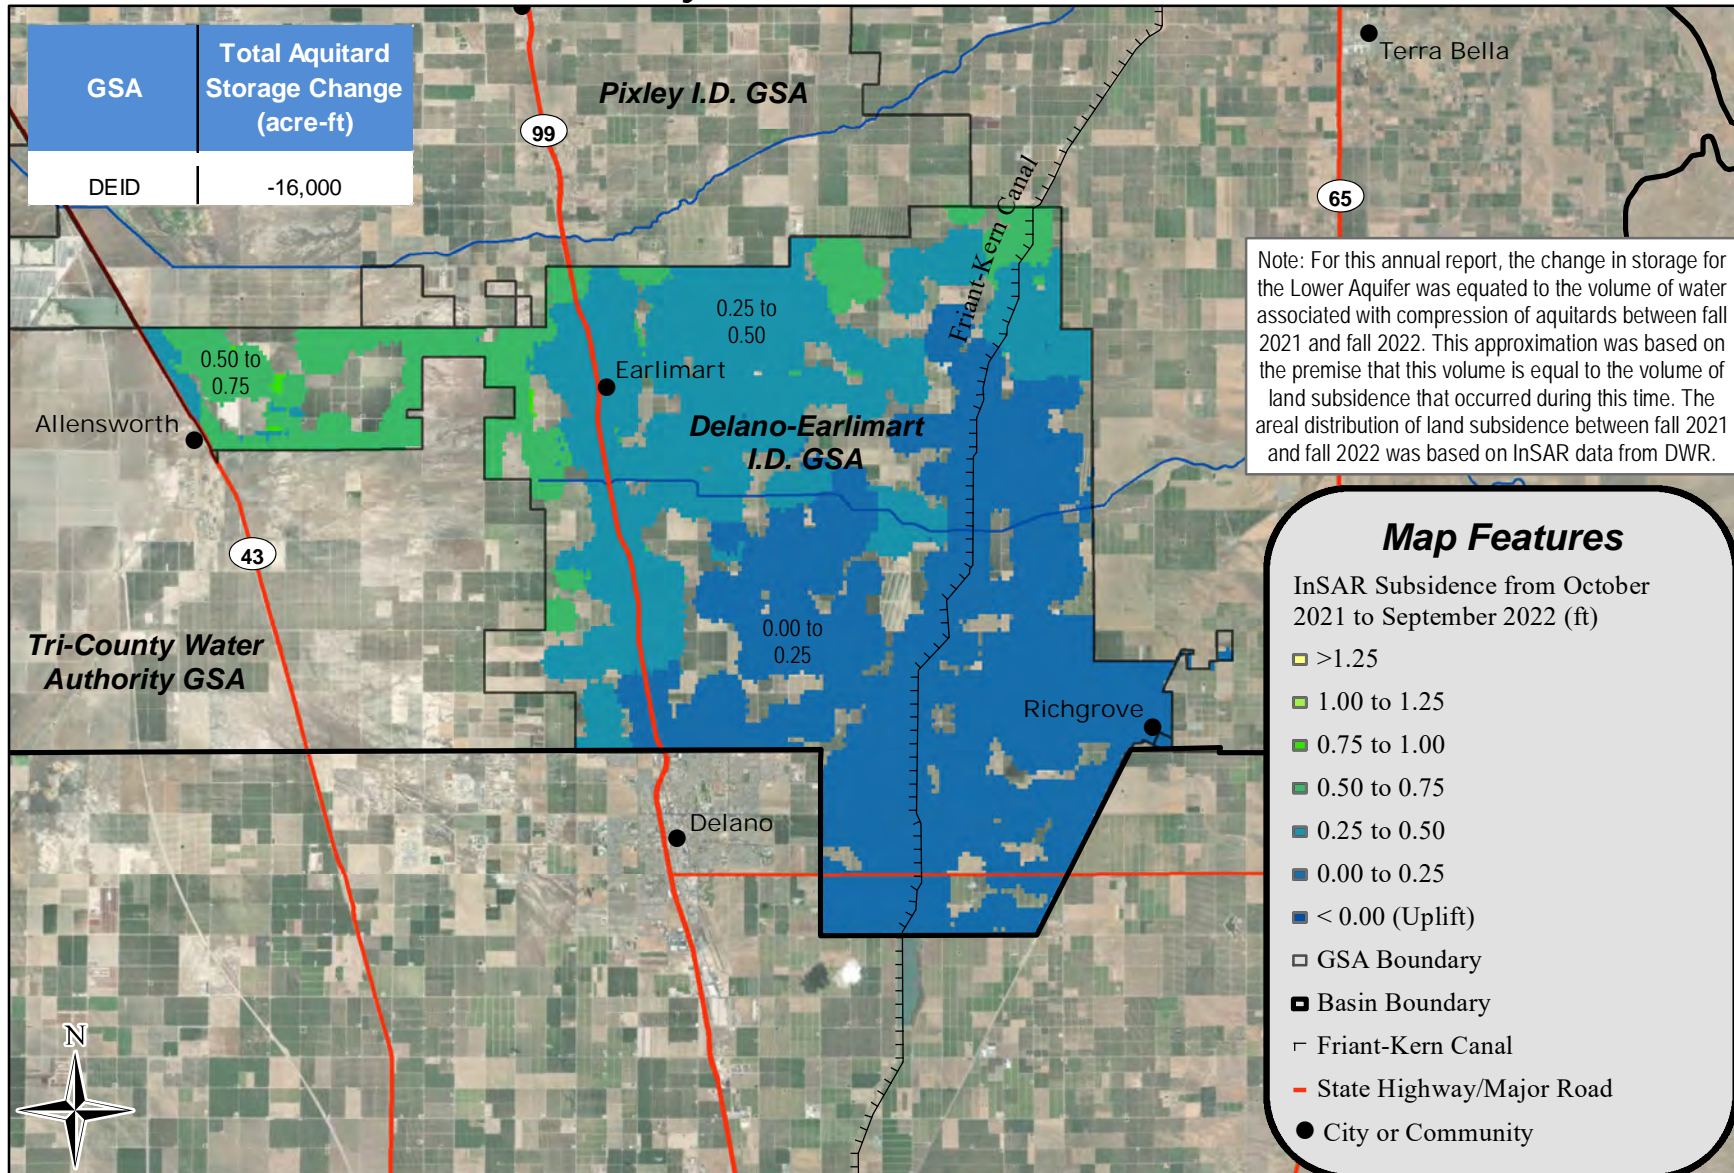 GSA
Total Aquitard
Storage Change
(acre-ft)
DEID
-16,000
Pixley I.D. GSA
Terra Bella
99
65
Friant-Kern Canal
Note: For this annual report, the change in storage for
the Lower Aquifer was equated to the volume of water
associated with compression of aquitards between fall
2021 and fall 2022. This approximation was based on
the premise that this volume is equal to the volume of
land subsidence that occurred during this time. The
areal distribution of land subsidence between fall 2021
and fall 2022 was based on InSAR data from DWR.
0.25 to
0.50
0.50 to
0.75
Earlimart
Allensworth
Delano-Earlimart
I.D. GSA
43
Tri-County Water
Authority GSA
0.00 to
0.25
Richgrove
Delano
N
Map Features
InSAR Subsidence from October
2021 to September 2022 (ft)
>1.25
1.00 to 1.25
0.75 to 1.00
0.50 to 0.75
0.25 to 0.50
0.00 to 0.25
< 0.00 (Uplift)
GSA Boundary
Basin Boundary
Friant-Kern Canal
State Highway/Major Road
City or Community